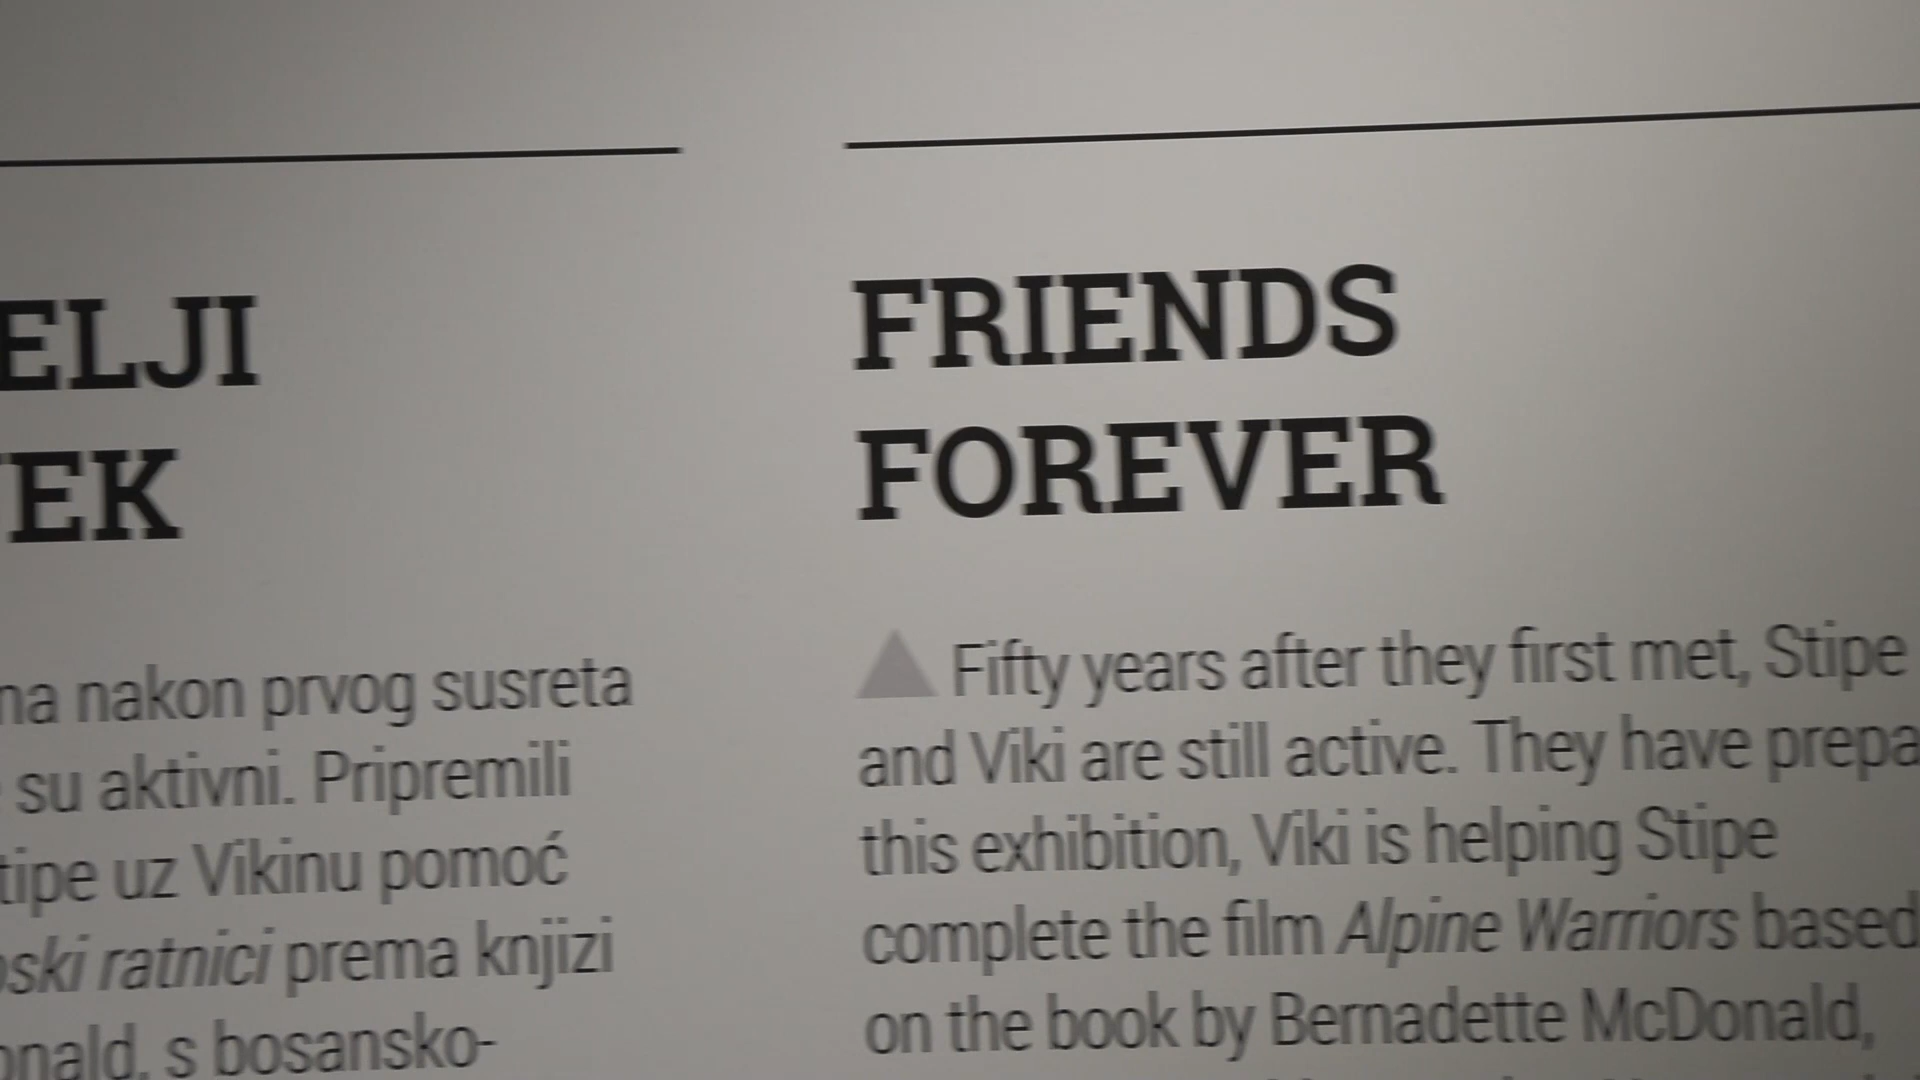 ELJI
EK
na nakon prvog susreta
su aktivni. Pripremili
tipe uz Vikinu pomoć
ski ratnici prema knjizi
onald, s bosansko-
FRIENDS
FOREVER
Fifty years after they first met, Stipe
and Viki are still active. They have prepa
this exhibition, Viki is helping Stipe
complete the film Alpine Warriors based
on the book by Bernadette McDonald,